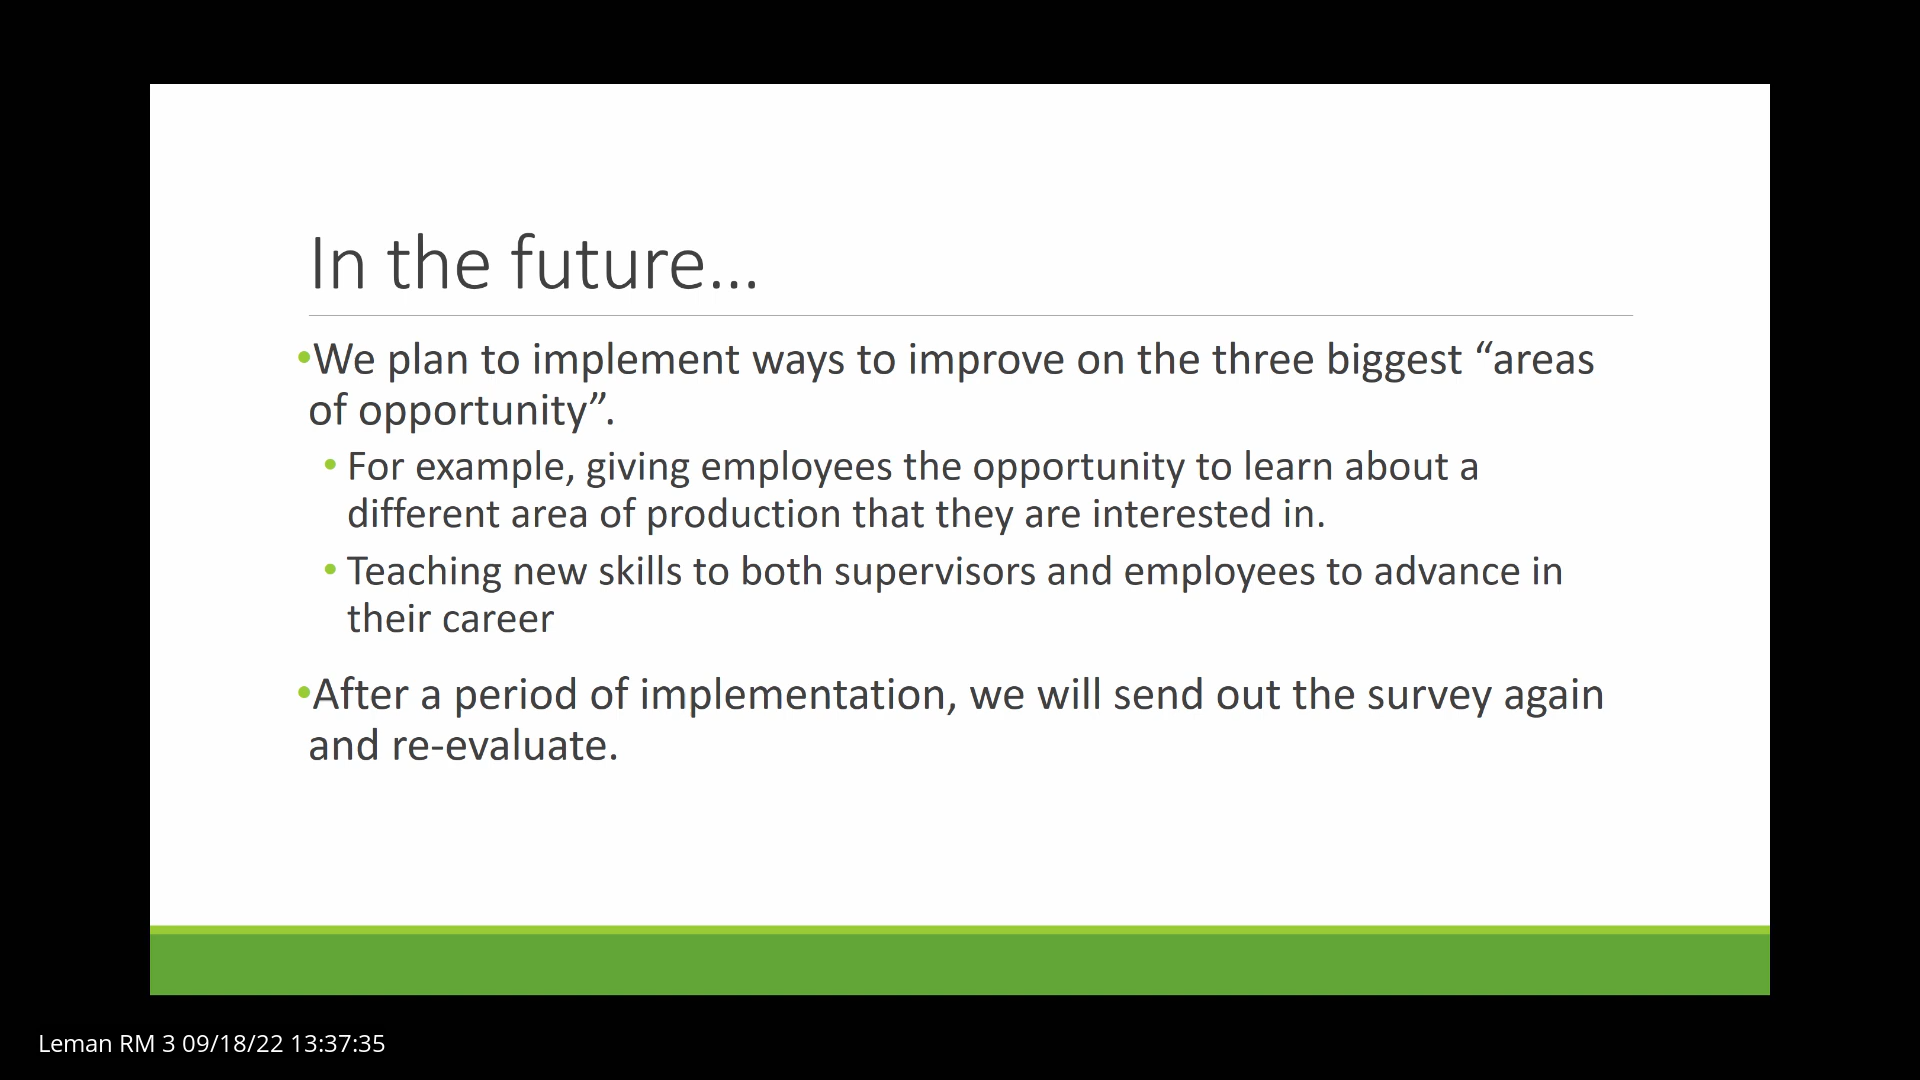 In the future...
•We plan to implement ways to improve on the three biggest “areas
of opportunity”.
• For example, giving employees the opportunity to learn about a
different area of production that they are interested in.
• Teaching new skills to both supervisors and employees to advance in
their career
•After a period of implementation, we will send out the survey again
and re-evaluate.
Leman RM 3 09/18/22 13:37:35